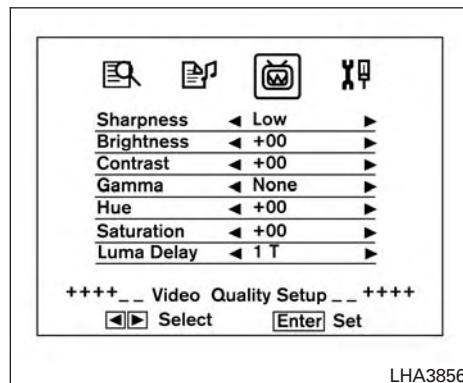 Sharpness ◀ Low ▶
Brightness ◀ +00 ▶
Contrast ◀ +00 ▶
Gamma ◀ None ▶
Hue ◀ +00 ▶
Saturation ◀ +00 ▶
Luma Delay ◀ 1 T ▶
++++_ _ Video Quality Setup _ _ ++++
◀▶ Select Enter Set
LHA3856